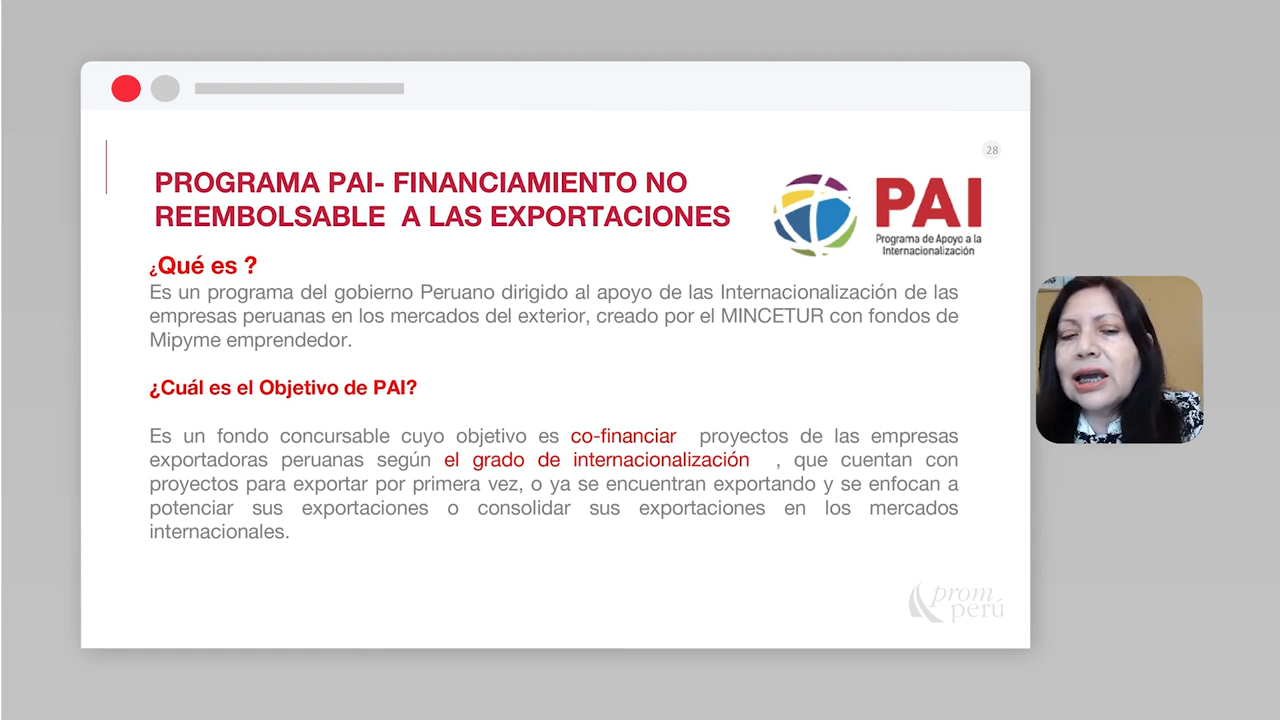 28
PROGRAMA PAI- FINANCIAMIENTO NO
REEMBOLSABLE A LAS EXPORTACIONES
PAI
Programa de Apoyo a la
Internacionalización
¿Qué es ?
Es un programa del gobierno Peruano dirigido al apoyo de las Internacionalización de las
empresas peruanas en los mercados del exterior, creado por el MINCETUR con fondos de
Mipyme emprendedor.
¿Cuál es el Objetivo de PAI?
Es un fondo concursable cuyo objetivo es co-financiar proyectos de las empresas
exportadoras peruanas según el grado de internacionalización , que cuentan con
proyectos para exportar por primera vez, o ya se encuentran exportando y se enfocan a
potenciar sus exportaciones o consolidar sus exportaciones en los mercados
internacionales.
prom
perú